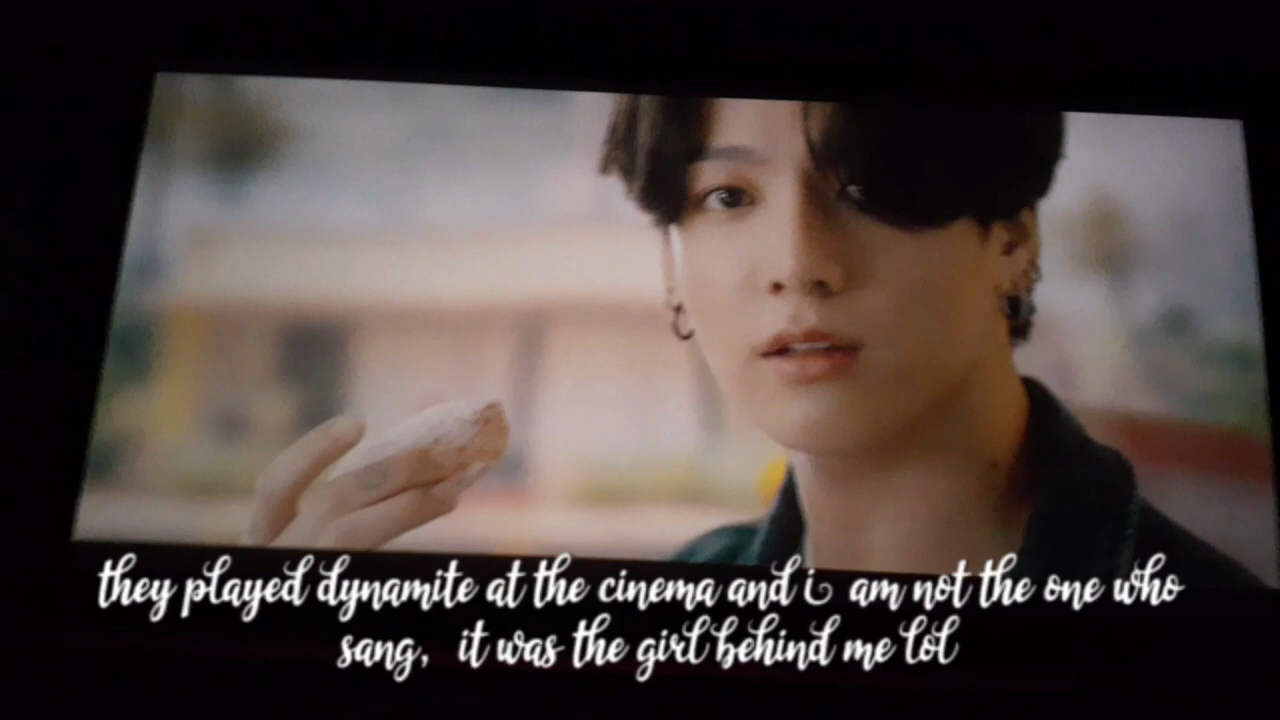 they played dynamite at the cinema and i am not the one who
sang, it was the girl behind me lol